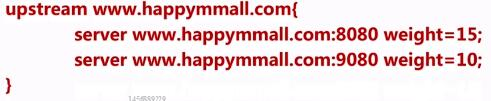 upstream www.happymmall.com{
server www.happymmall.com:8080 weight=15;
server www.happymmall.com:9080 weight=10;
}